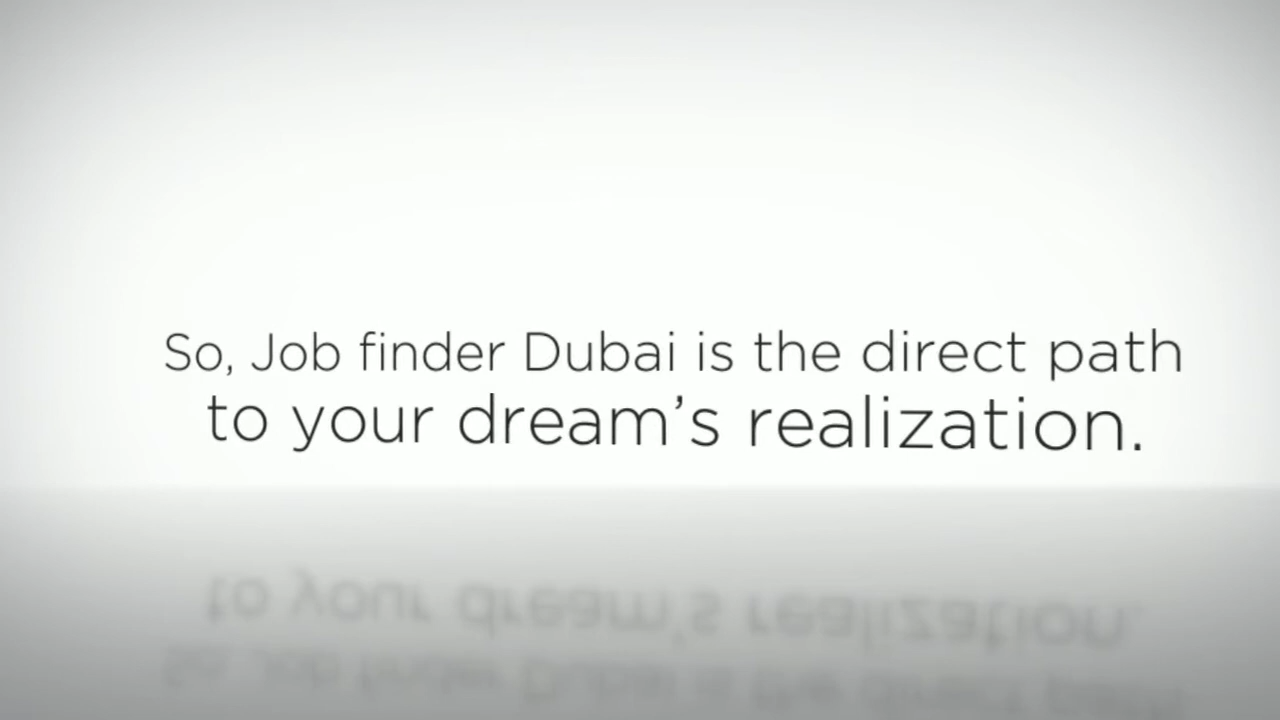 So, Job finder Dubai is the direct path
to your dream’s realization.